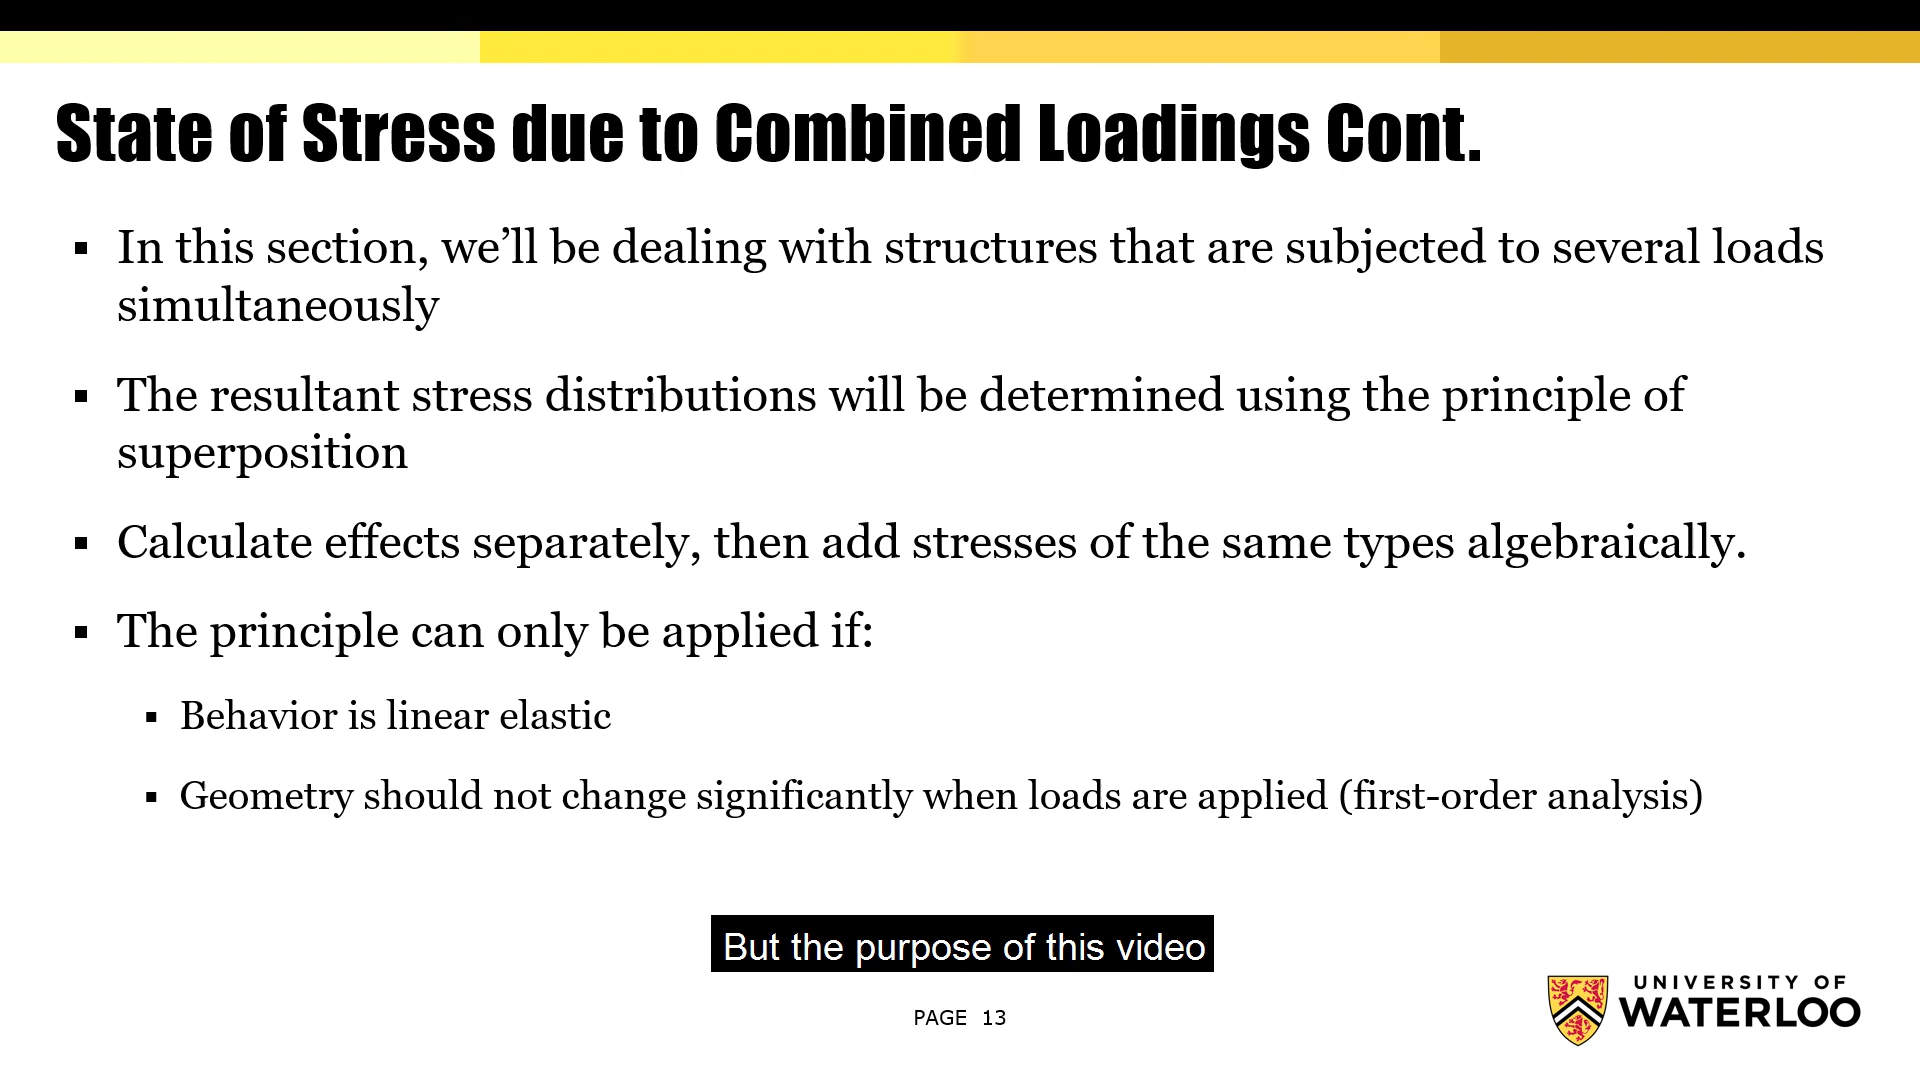 State of Stress due to Combined Loadings Cont.
▪ In this section, we’ll be dealing with structures that are subjected to several loads
simultaneously
▪ The resultant stress distributions will be determined using the principle of
superposition
▪ Calculate effects separately, then add stresses of the same types algebraically.
▪ The principle can only be applied if:
▪ Behavior is linear elastic
▪ Geometry should not change significantly when loads are applied (first-order analysis)
But the purpose of this video
PAGE 13
UNIVERSITY OF
WATERLOO